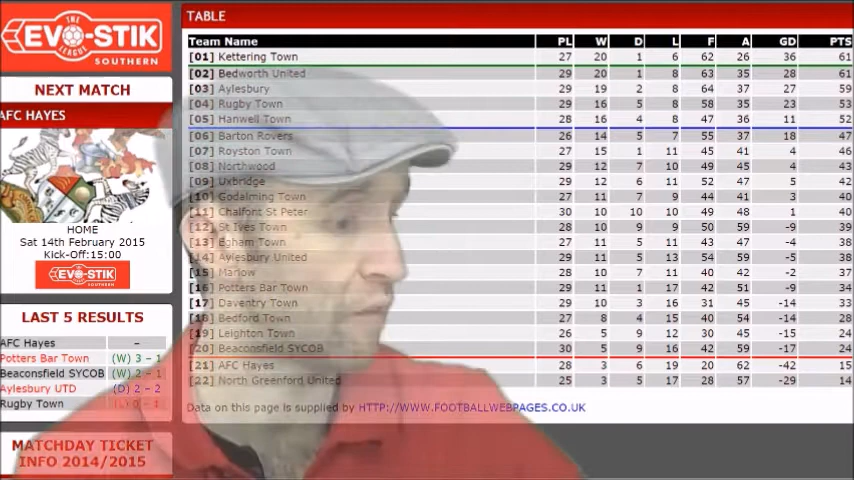 THE
EVO-STIK
LEAGUE
SOUTHERN
NEXT MATCH
AFC HAYES
HOME
Sat 14th February 2015
Kick-Off:15:00
EVO-STIK
SOUTHERN
LAST 5 RESULTS
AFC Hayes –
Potters Bar Town (W) 3 – 1
Beaconsfield SYCOB (W) 2 – 1
Aylesbury UTD (D) 2 – 2
Rugby Town (L) 0 – 1
MATCHDAY TICKET
INFO 2014/2015
TABLE
Team Name PL W D L F A GD PTS
[01] Kettering Town 27 20 1 6 62 26 36 61
[02] Bedworth United 29 20 1 8 63 35 28 61
[03] Aylesbury 29 19 2 8 64 37 27 59
[04] Rugby Town 29 16 5 8 58 35 23 53
[05] Hanwell Town 28 16 4 8 47 36 11 52
[06] Barton Rovers 26 14 5 7 55 37 18 47
[07] Royston Town 27 15 1 11 45 41 4 46
[08] Northwood 29 12 7 10 49 45 4 43
[09] Uxbridge 29 12 6 11 52 47 5 42
[10] Godalming Town 27 11 7 9 44 41 3 40
[11] Chalfont St Peter 30 10 10 10 49 48 1 40
[12] St Ives Town 28 10 9 9 50 59 -9 39
[13] Egham Town 27 11 5 11 43 47 -4 38
[14] Aylesbury United 29 11 5 13 54 59 -5 38
[15] Marlow 28 10 7 11 40 42 -2 37
[16] Potters Bar Town 29 11 1 17 42 51 -9 34
[17] Daventry Town 29 10 3 16 31 45 -14 33
[18] Bedford Town 27 8 4 15 40 54 -14 28
[19] Leighton Town 26 5 9 12 30 45 -15 24
[20] Beaconsfield SYCOB 30 5 9 16 42 59 -17 24
[21] AFC Hayes 28 3 6 19 20 62 -42 15
[22] North Greenford United 25 3 5 17 28 57 -29 14
Data on this page is supplied by HTTP://WWW.FOOTBALLWEBPAGES.CO.UK